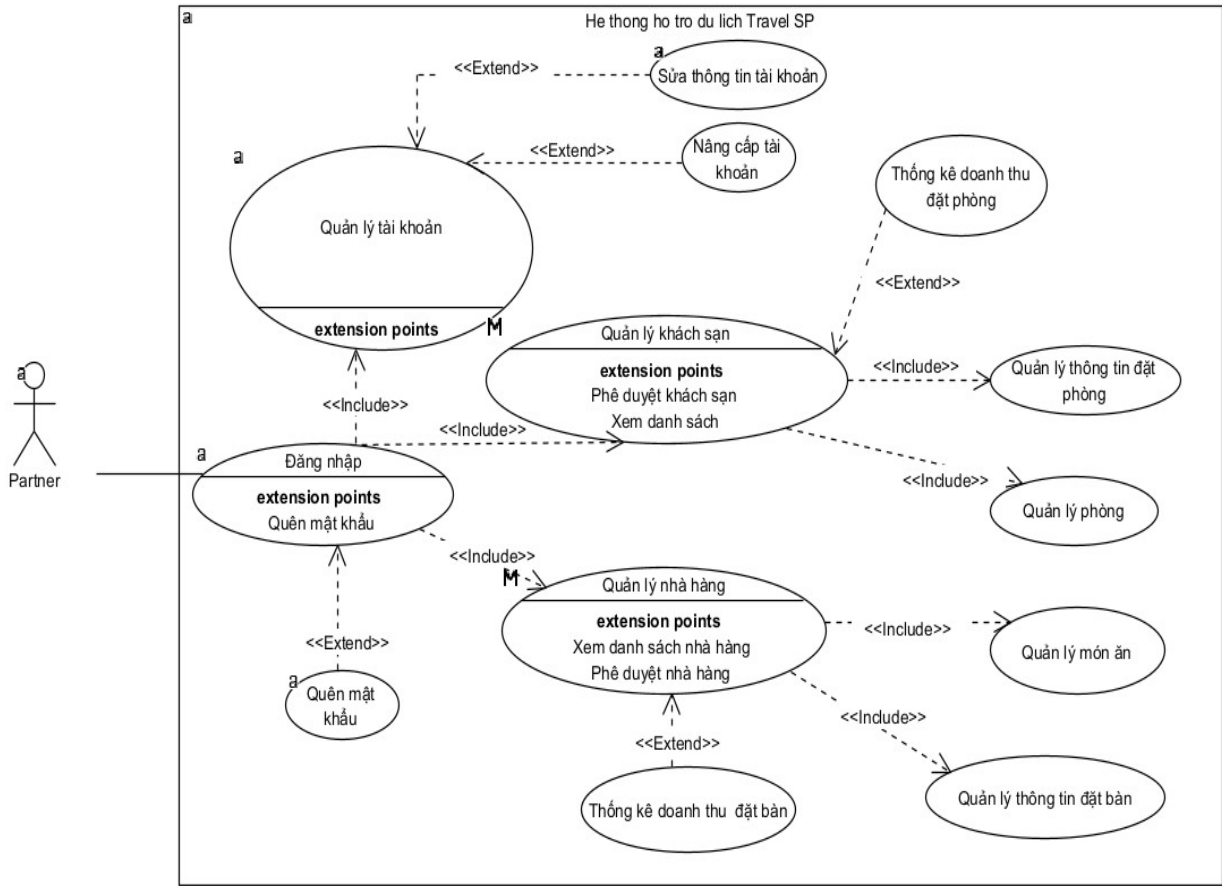 a
He thong ho tro du lich Travel SP
a
<<Extend>>
Sửa thông tin tài khoản
a
<<Extend>>
Nâng cấp tài
khoản
Thống kê doanh thu
đặt phòng
Quản lý tài khoản
<<Extend>>
extension points
M
Quản lý khách sạn
extension points
Phê duyệt khách sạn
Xem danh sách
<<Include>>
Quản lý thông tin đặt
phòng
a
Partner
<<Include>>
<<Include>>
a
Đăng nhập
extension points
Quên mật khẩu
<<Include>>
Quản lý phòng
<<Include>>
M
Quản lý nhà hàng
extension points
Xem danh sách nhà hàng
Phê duyệt nhà hàng
<<Include>>
Quản lý món ăn
<<Extend>>
a
Quên mật
khẩu
<<Include>>
<<Extend>>
Thống kê doanh thu đặt bàn
Quản lý thông tin đặt bàn